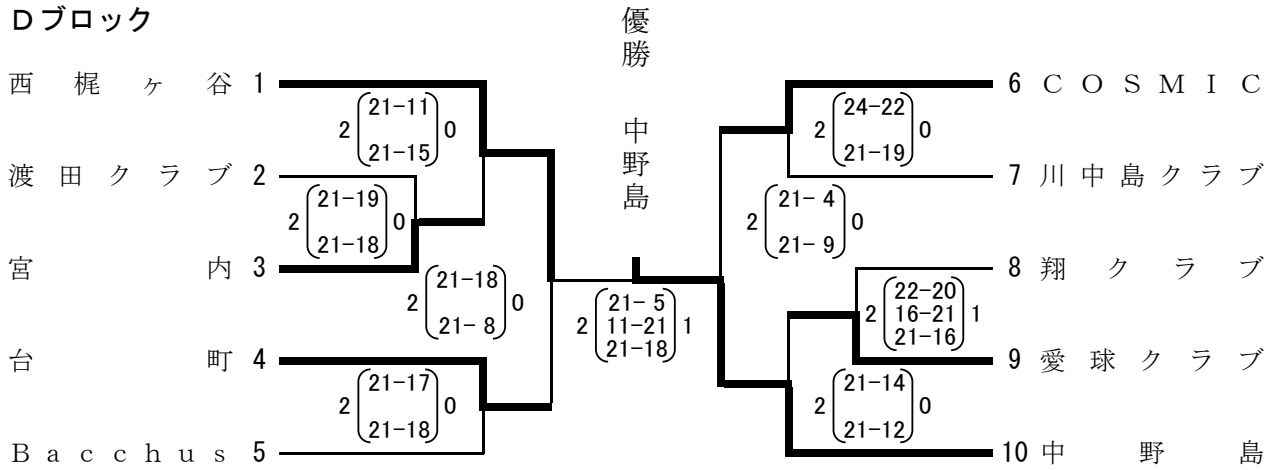 Dブロック
優勝 中野島
西梶ヶ谷 1
2 21-11 0
21-15
渡田クラブ 2
2 21-19 0
21-18
宮内 3
2 21-18 0
21- 8
台町 4
2 21-17 0
21-18
Bacchus 5
2 21- 5 1
11-21
21-18
6 COSMIC
2 24-22 0
21-19
7 川中島クラブ
2 21- 4 0
21- 9
8 翔クラブ
2 22-20 1
16-21
21-16
9 愛球クラブ
2 21-14 0
21-12
10 中野島